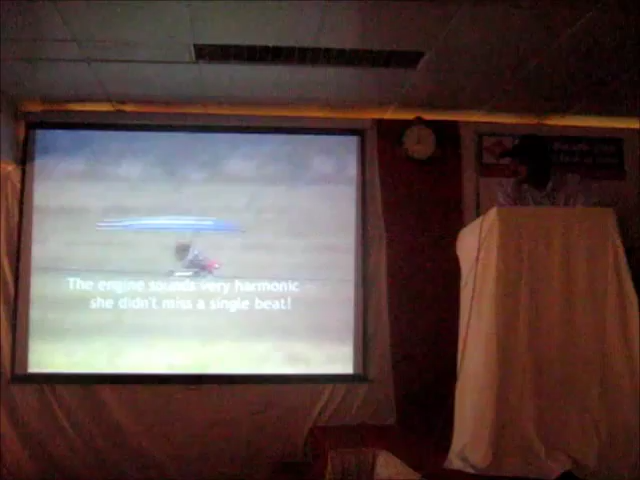 The engine sounds very harmonic
she didn't miss a single beat!